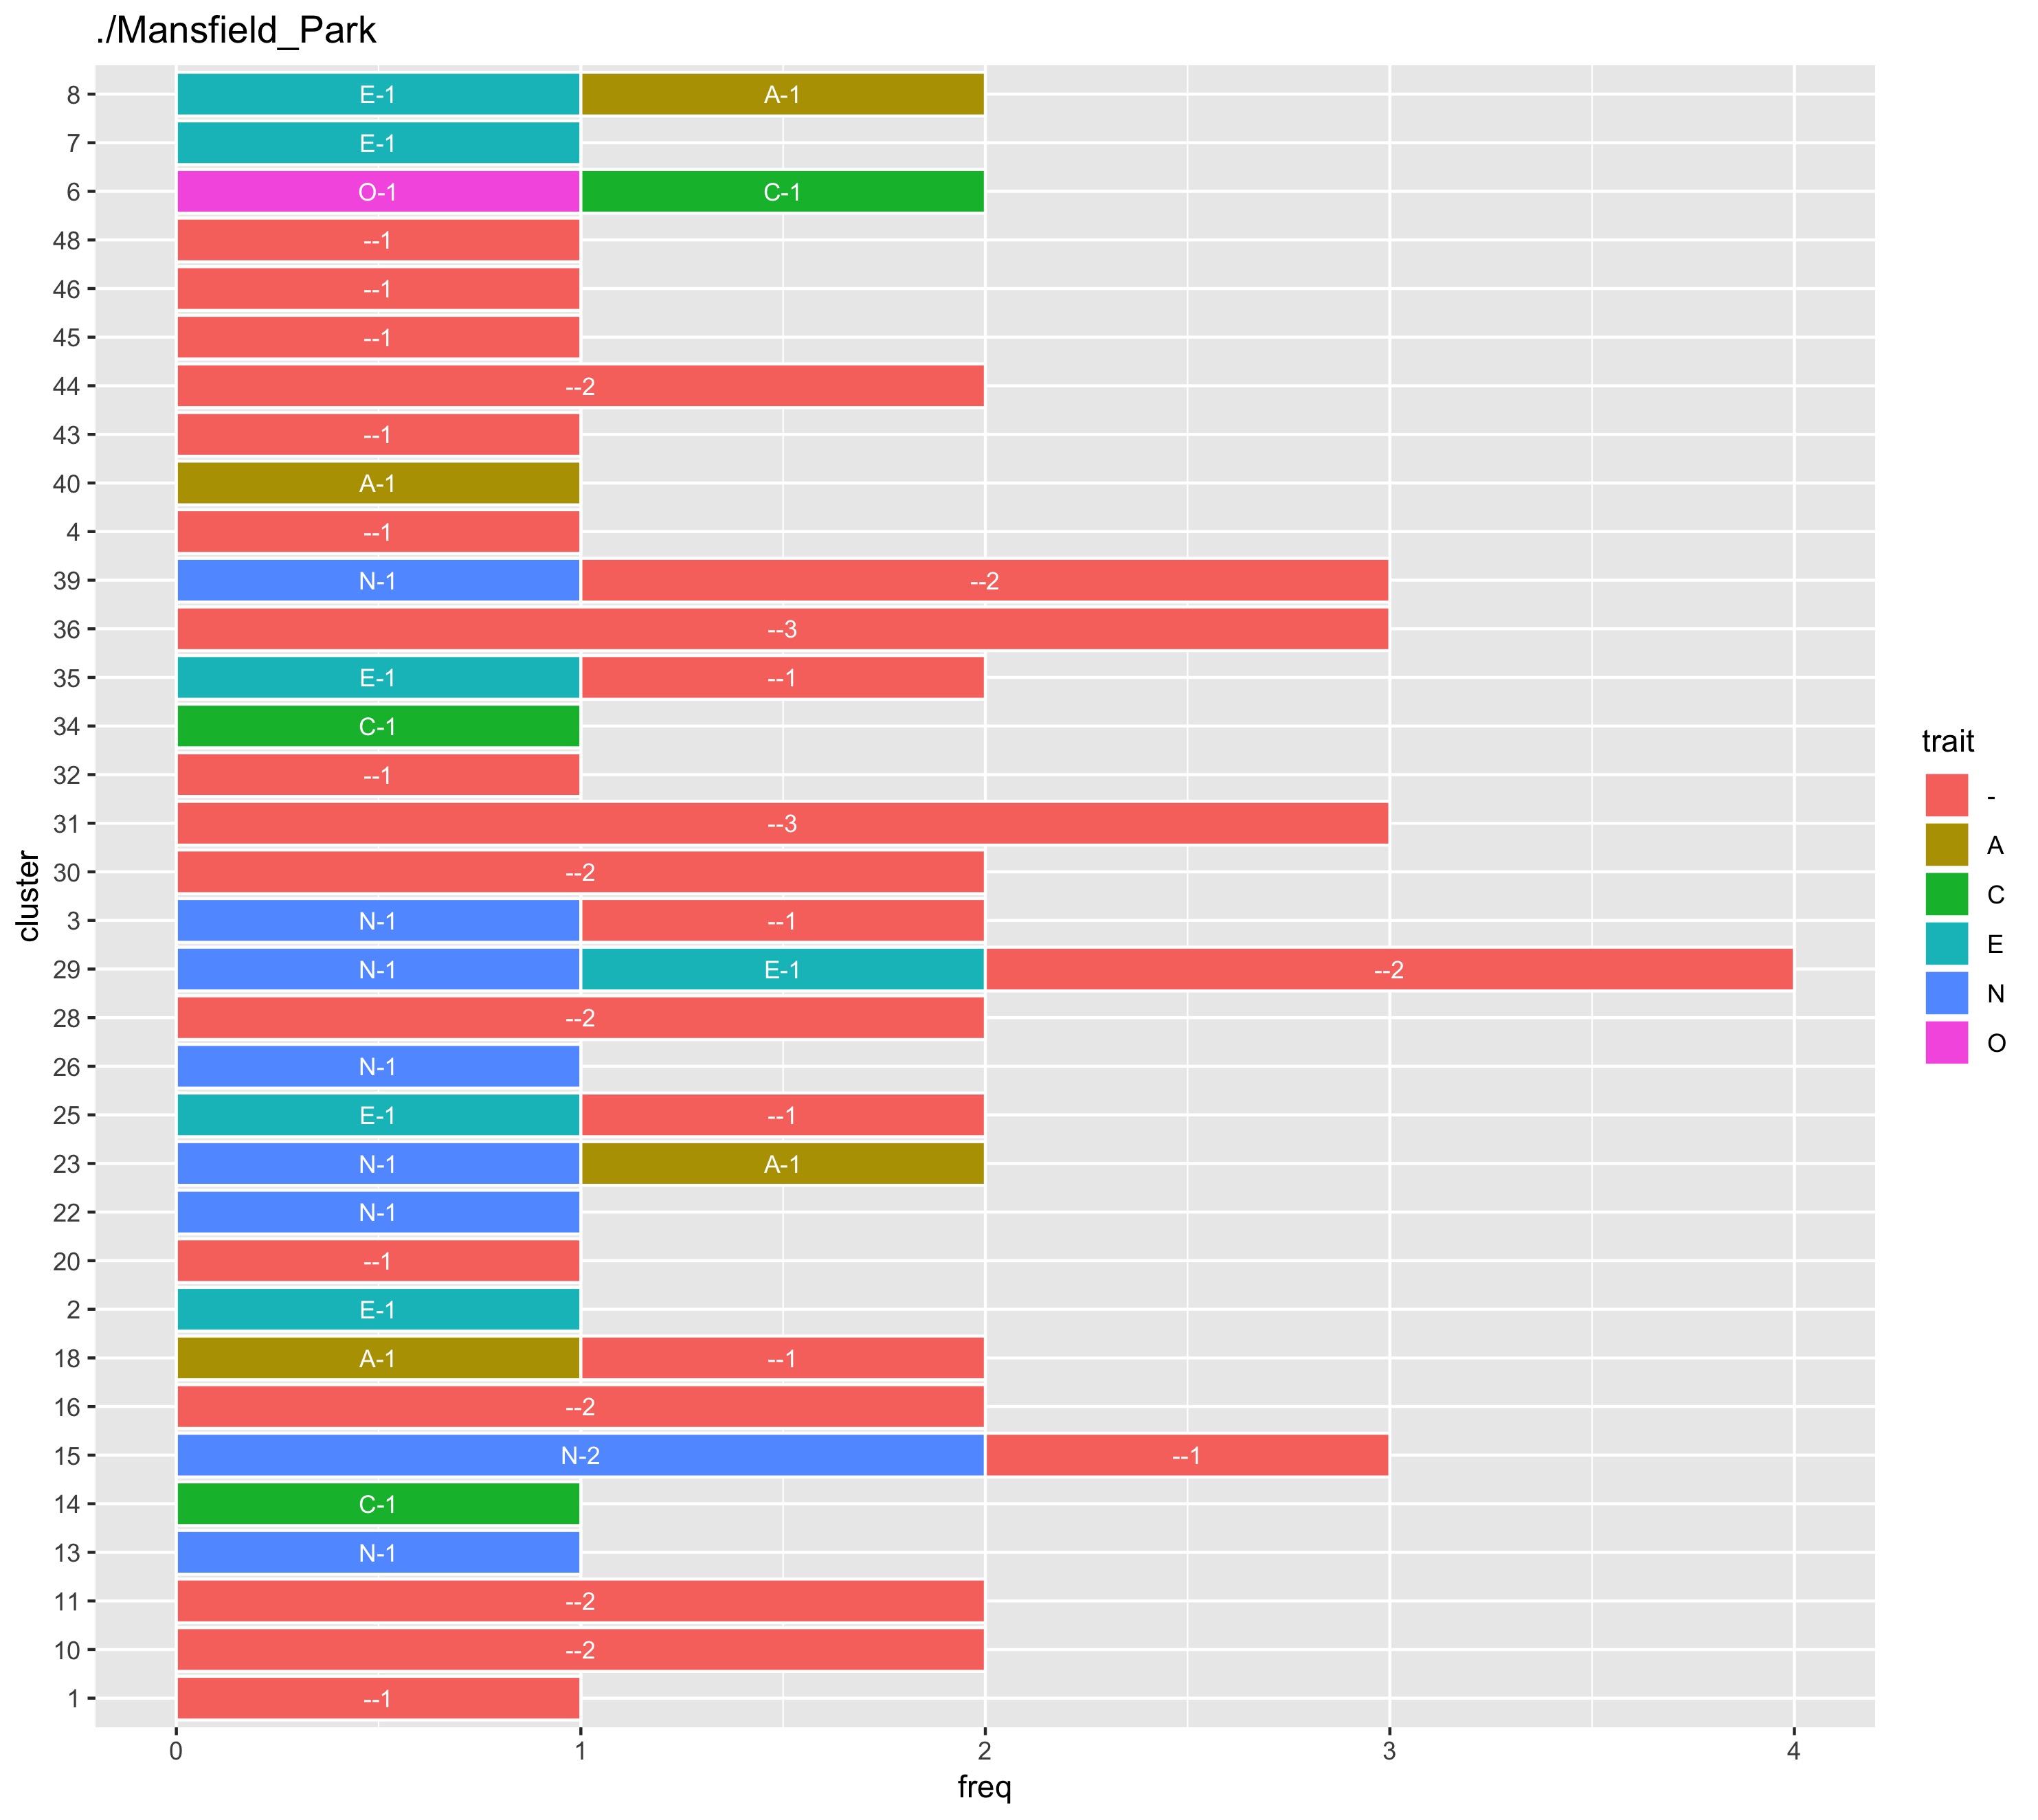 ./Mansfield_Park
8 E-1 A-1
7 E-1
6 O-1 C-1
48 --1
46 --1
45 --1
44 --2
43 --1
40 A-1
4 --1
39 N-1 --2
36 --3
35 E-1 --1
34 C-1
32 --1
31 --3
30 --2
3 N-1 --1
29 N-1 E-1 --2
28 --2
26 N-1
25 E-1 --1
23 N-1 A-1
22 N-1
20 --1
2 E-1
18 A-1 --1
16 --2
15 N-2 --1
14 C-1
13 N-1
11 --2
10 --2
1 --1
0 1 2 3 4
freq
cluster
trait
-
A
C
E
N
O